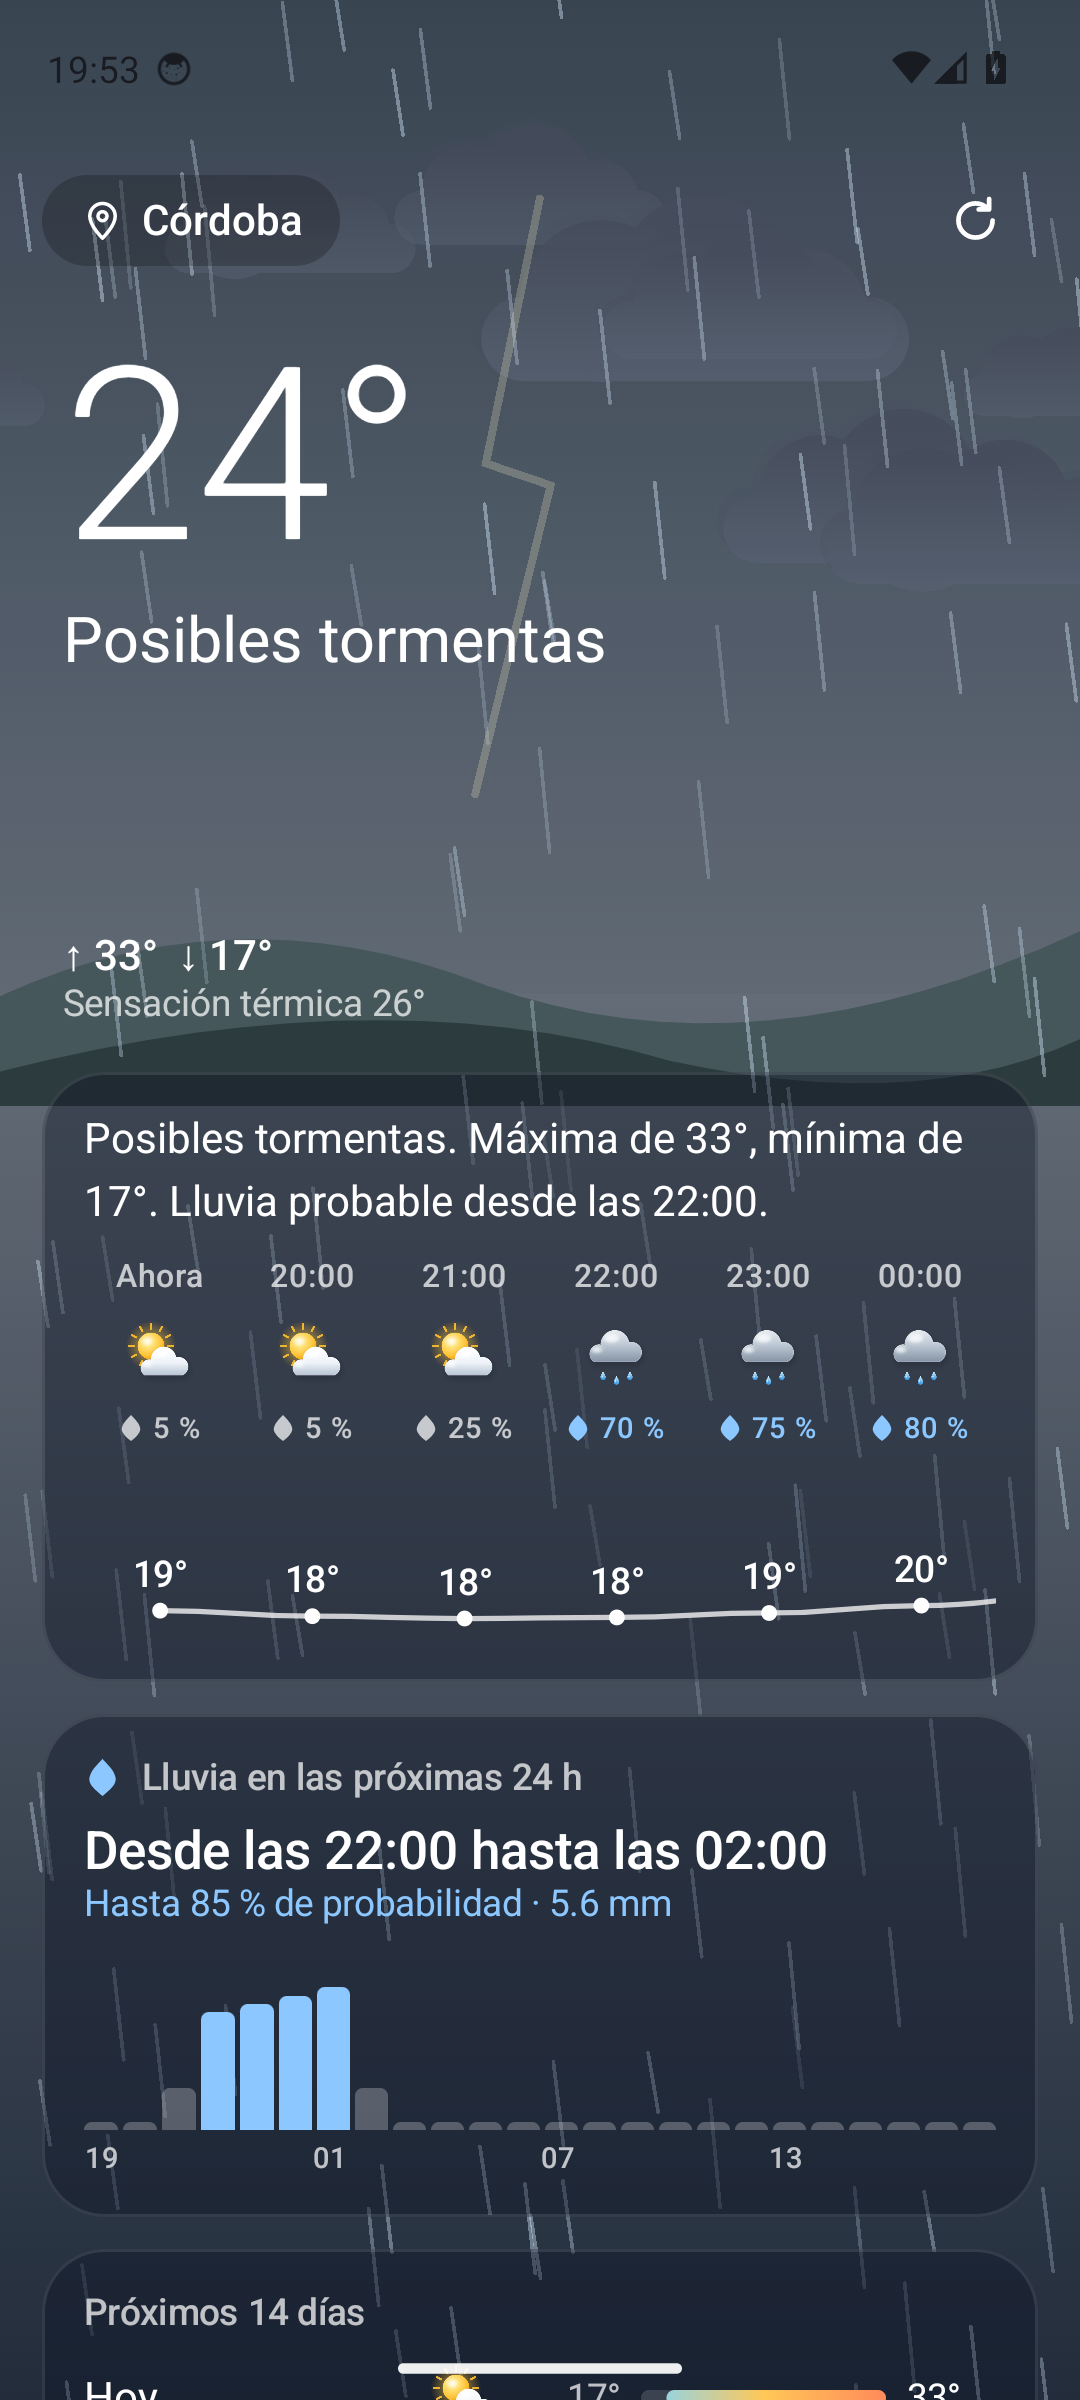 19:53
Córdoba
24°
Posibles tormentas
↑ 33° ↓ 17°
Sensación térmica 26°
Posibles tormentas. Máxima de 33°, mínima de
17°. Lluvia probable desde las 22:00.
Ahora 20:00 21:00 22:00 23:00 00:00
5 % 5 % 25 % 70 % 75 % 80 %
19° 18° 18° 18° 19° 20°
Lluvia en las próximas 24 h
Desde las 22:00 hasta las 02:00
Hasta 85 % de probabilidad · 5.6 mm
19 01 07 13
Próximos 14 días
Hoy 17° 33°